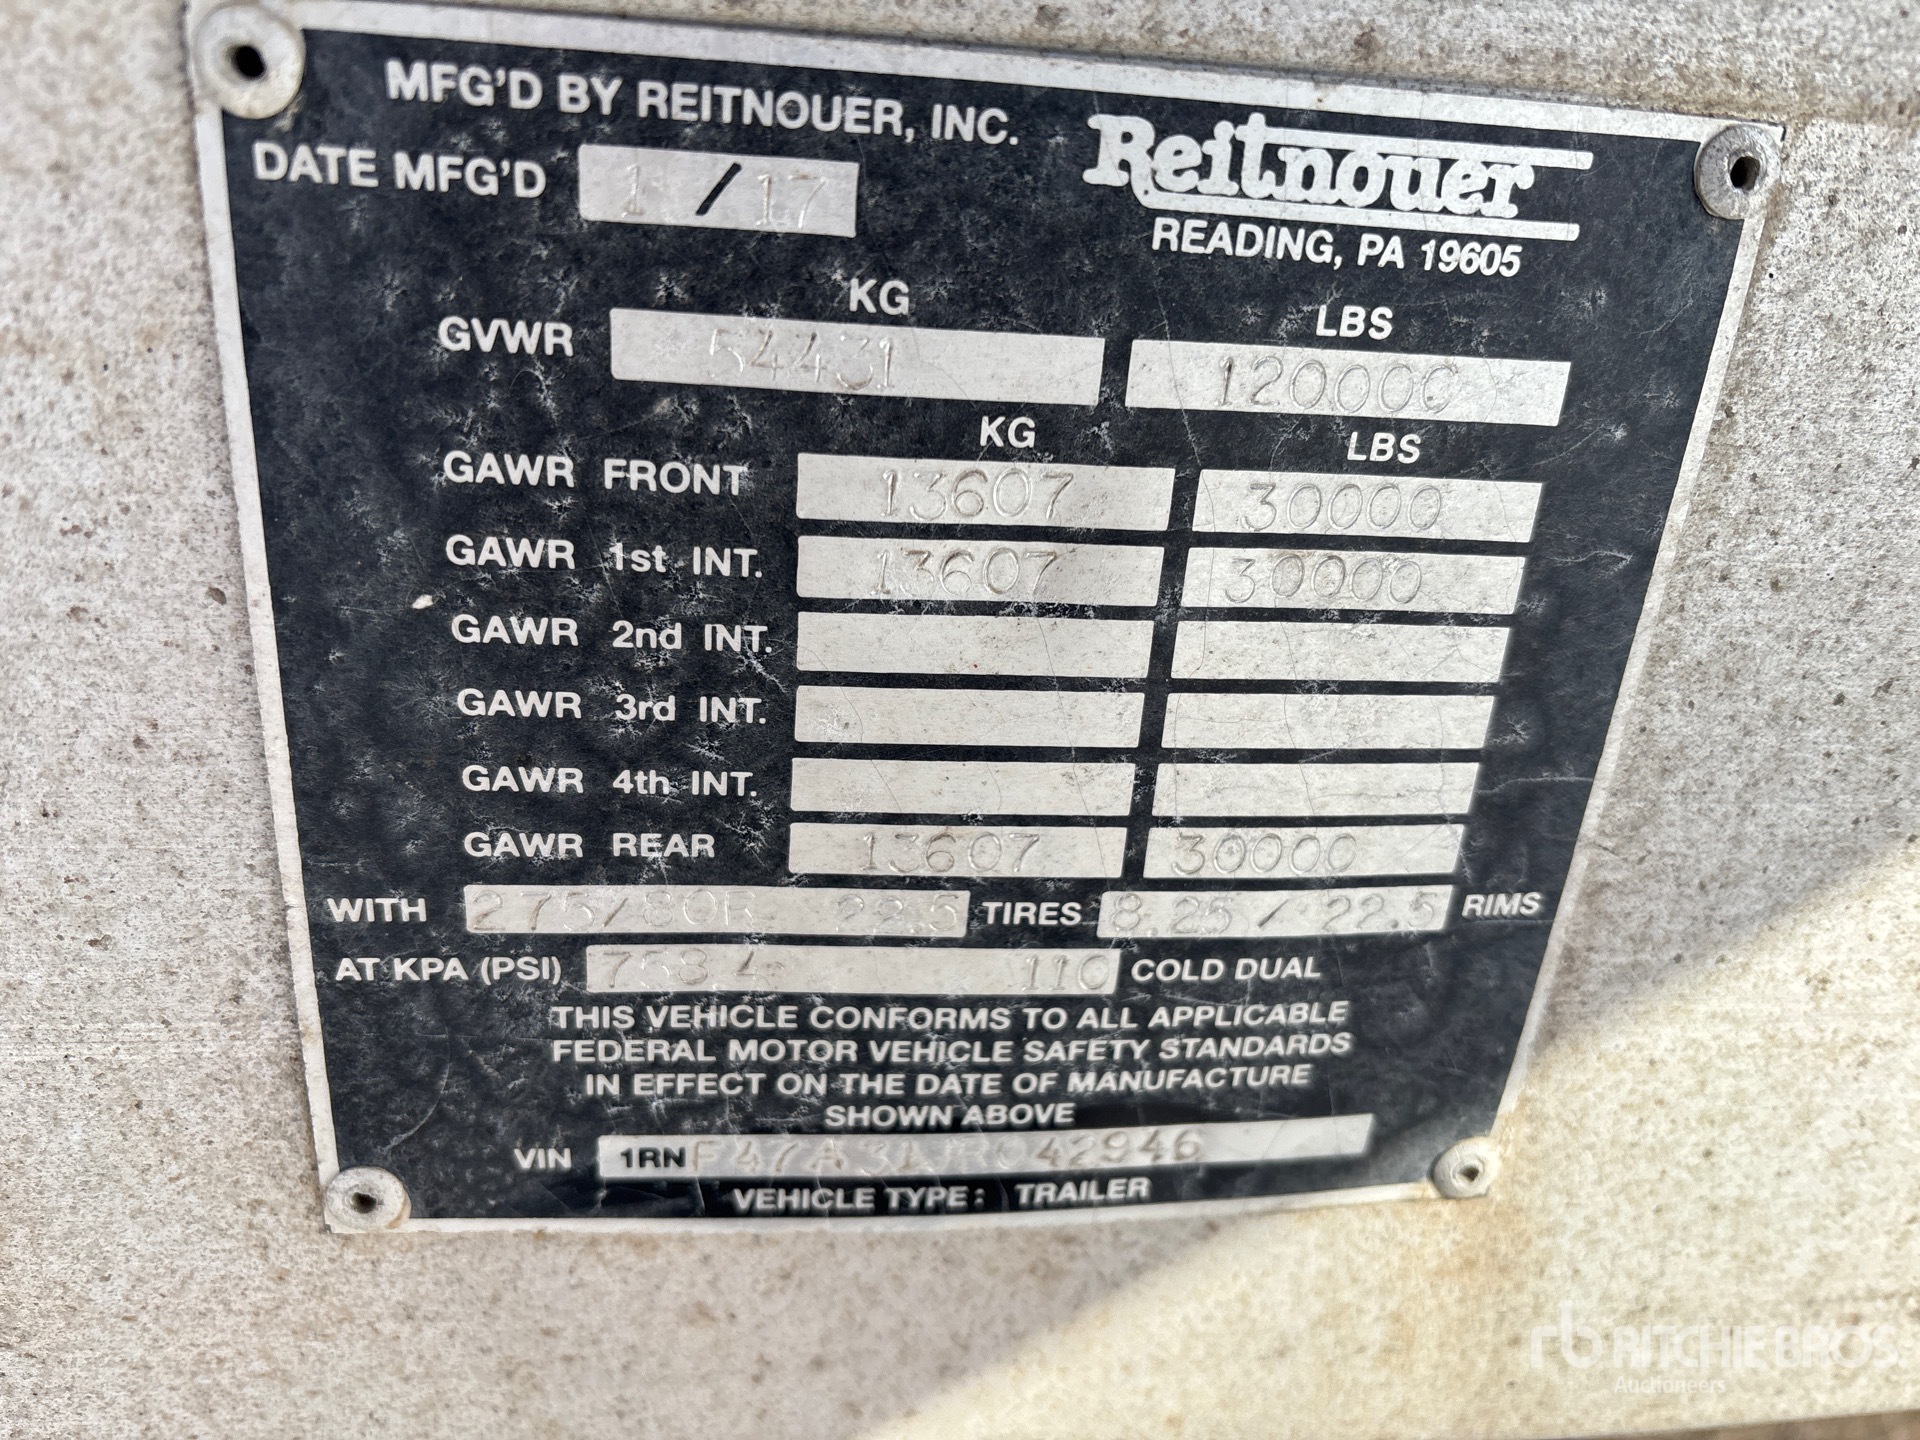 MFG'D BY REITNOUER, INC.
Reitnouer
DATE MFG'D 11/17
READING, PA 19605
KG LBS
GVWR 54431 120000
KG LBS
GAWR FRONT 13607 30000
GAWR 1st INT. 13607 30000
GAWR 2nd INT.
GAWR 3rd INT.
GAWR 4th INT.
GAWR REAR 13607 30000
WITH 275/80R 22.5 TIRES 8.25/22.5 RIMS
AT KPA (PSI) 758.4 110 COLD DUAL
THIS VEHICLE CONFORMS TO ALL APPLICABLE
FEDERAL MOTOR VEHICLE SAFETY STANDARDS
IN EFFECT ON THE DATE OF MANUFACTURE
SHOWN ABOVE
VIN 1RNF47A31JR042946
VEHICLE TYPE: TRAILER
rb RITCHIE BROS
Auctioneers